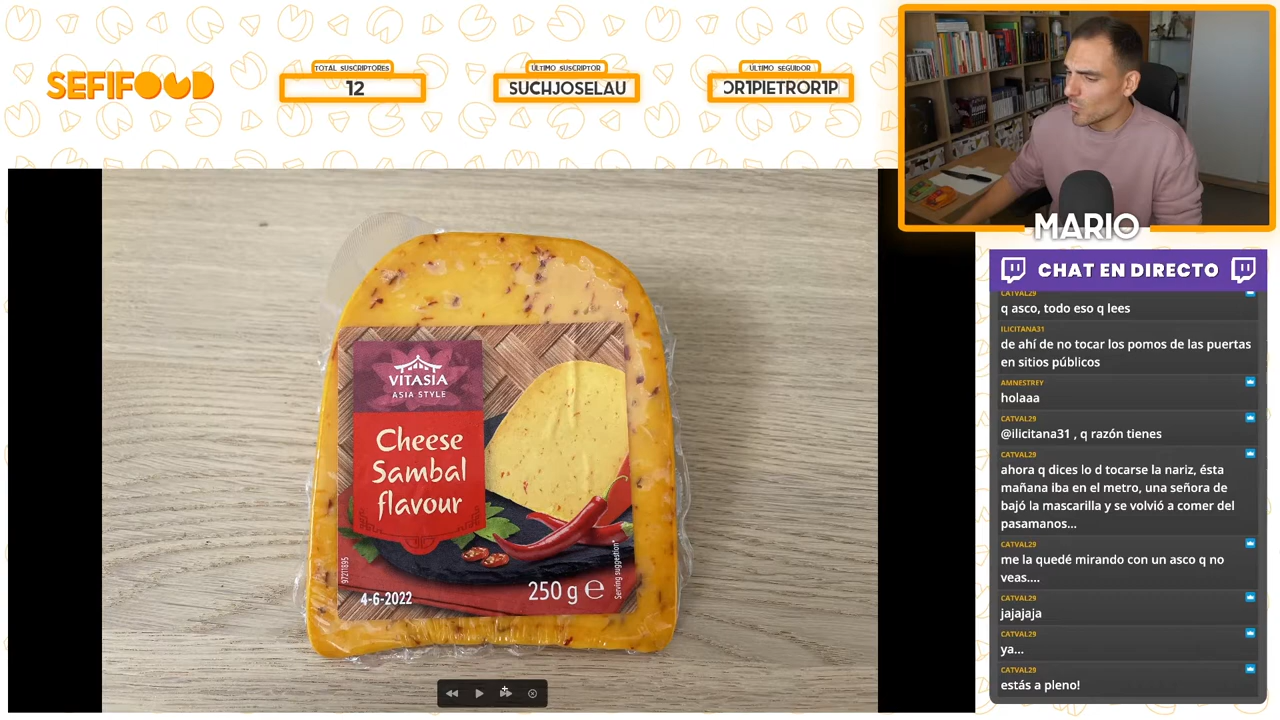 SEFIFOOD
TOTAL SUSCRIPTORES
12
ÚLTIMO SUSCRIPTOR
SUCHJOSELAU
ÚLTIMO SEGUIDOR
OR1PIETROR1P
MARIO
VITASIA
ASIA STYLE
Cheese
Sambal
flavour
97211695
4-6-2022
250 g e
Serving suggestion*
CHAT EN DIRECTO
CATVAL29
q asco, todo eso q lees
ILICITANA31
de ahí de no tocar los pomos de las puertas
en sitios públicos
AMNESTREY
holaaa
CATVAL29
@ilicitana31 , q razón tienes
CATVAL29
ahora q dices lo d tocarse la nariz, ésta
mañana iba en el metro, una señora de
bajó la mascarilla y se volvió a comer del
pasamanos...
CATVAL29
me la quedé mirando con un asco q no
veas....
CATVAL29
jajajaja
CATVAL29
ya...
CATVAL29
estás a pleno!